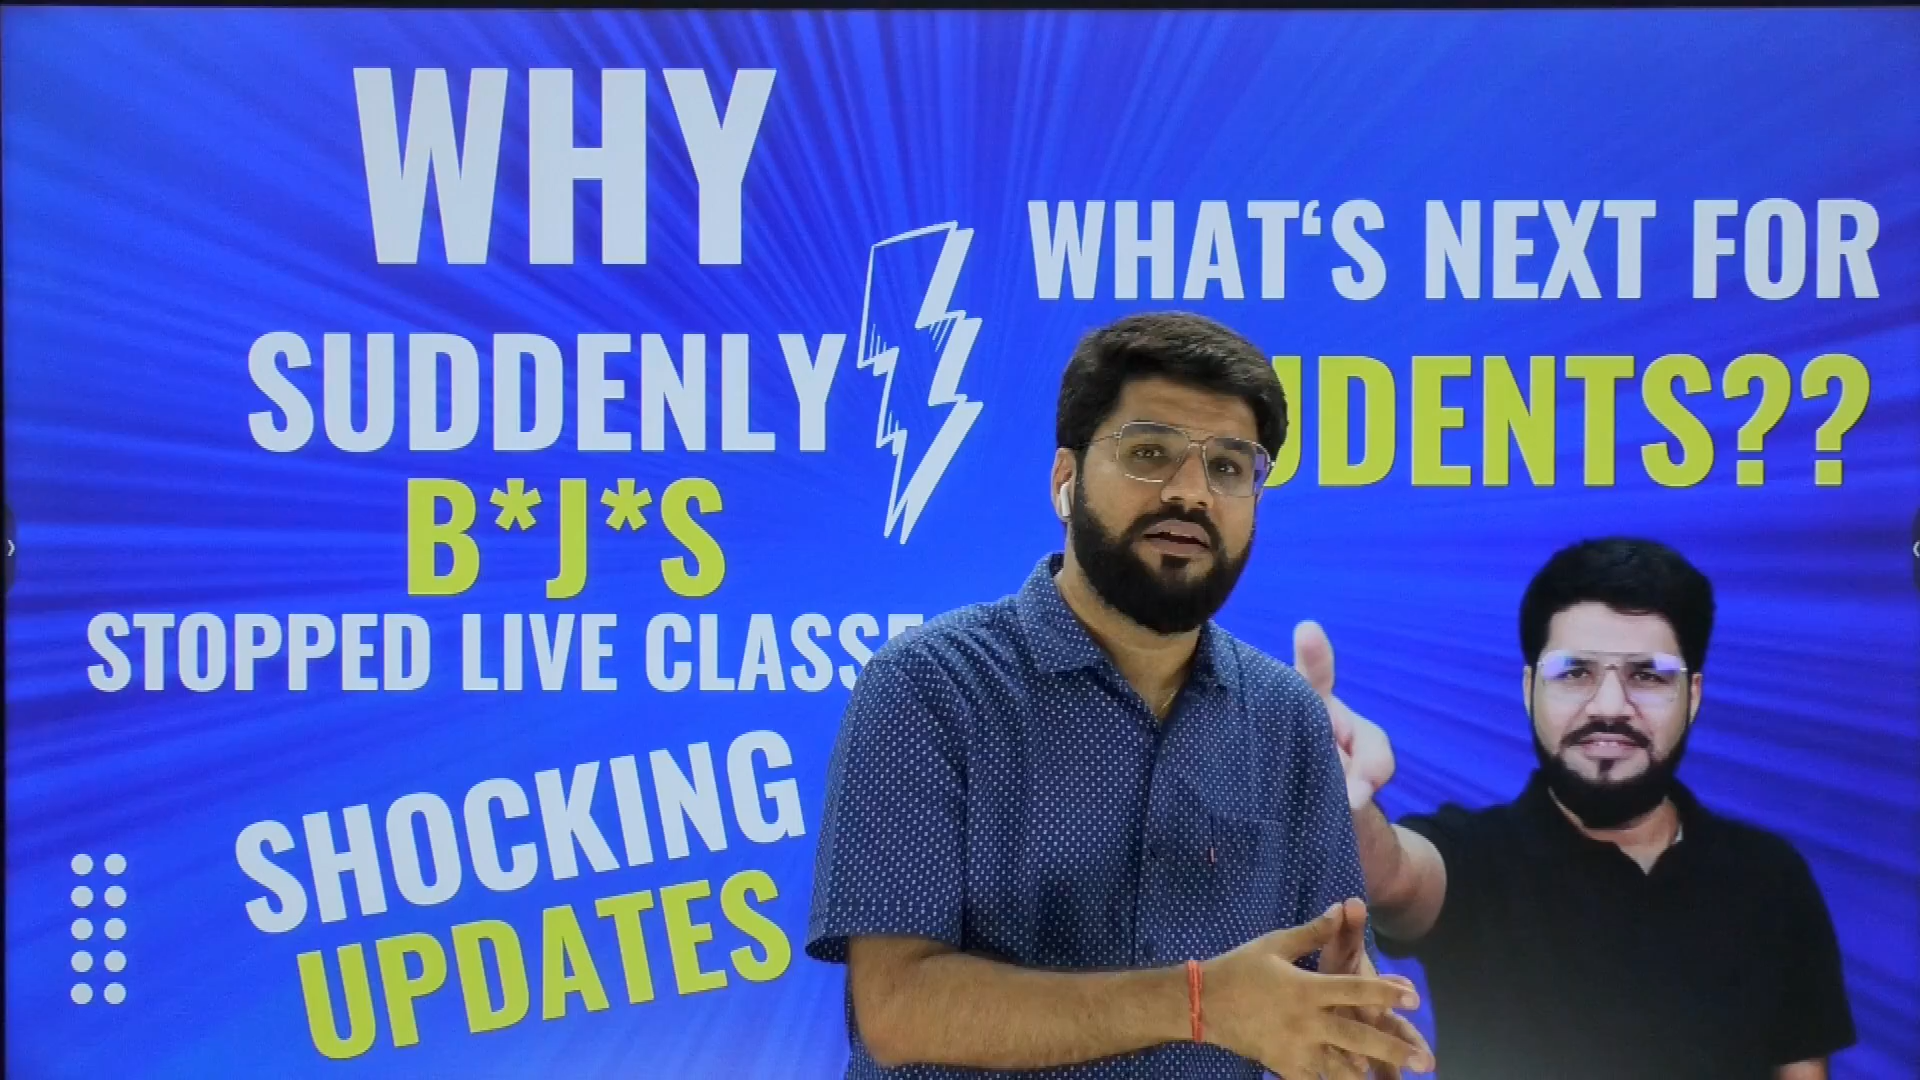 WHY
SUDDENLY
B*J*S
STOPPED LIVE CLASSE
SHOCKING
UPDATES
WHAT‘S NEXT FOR
UDENTS??